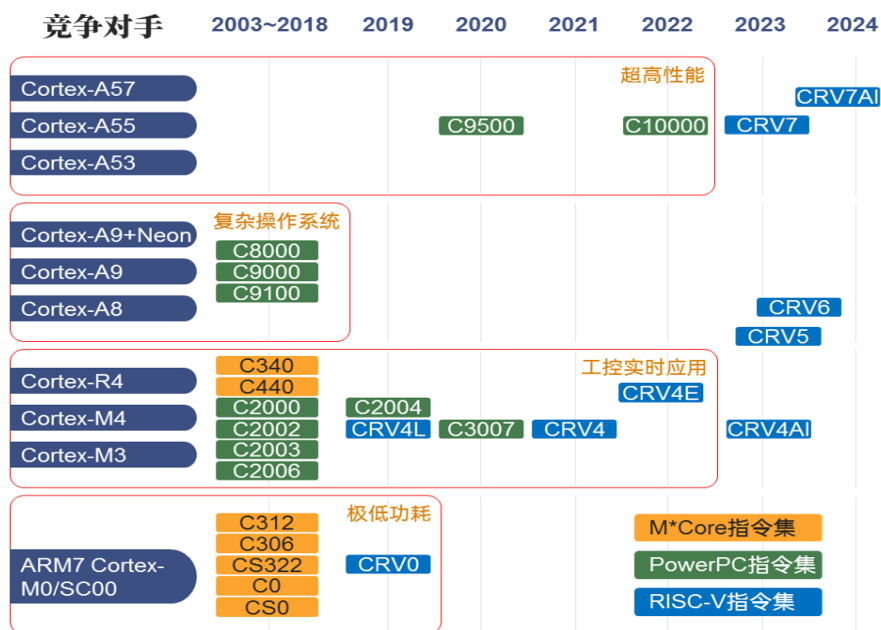 竞争对手 2003~2018 2019 2020 2021 2022 2023 2024
超高性能
Cortex-A57
CRV7AI
Cortex-A55 C9500 C10000 CRV7
Cortex-A53
复杂操作系统
Cortex-A9+Neon
C8000
Cortex-A9 C9000
C9100
Cortex-A8 CRV6
CRV5
C340 工控实时应用
Cortex-R4 C440 CRV4E
C2000 C2004
Cortex-M4 C2002 CRV4L C3007 CRV4 CRV4AI
Cortex-M3 C2003
C2006
C312 极低功耗
C306 M*Core指令集
ARM7 Cortex-
M0/SC00
CS322 CRV0 PowerPC指令集
C0
CS0 RISC-V指令集